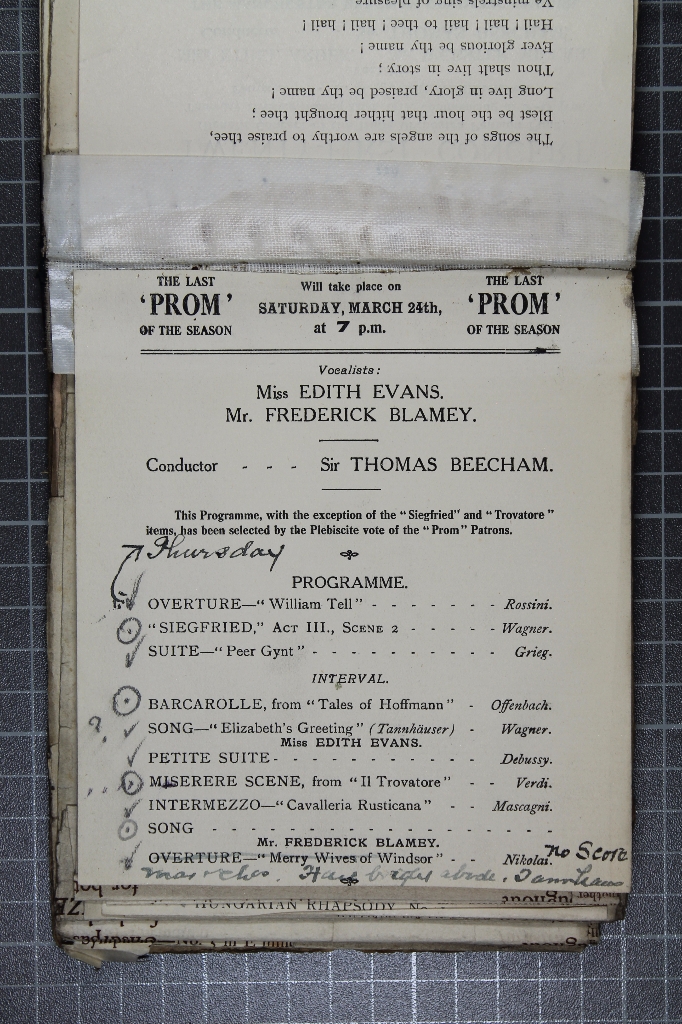 Ye minstrels sing of pleasure
Hail ! hail ! hail to thee ! hail ! hail !
Ever glorious be thy name !
Thou shalt live in story ;
Long live in glory, praised be thy name !
Blest be the hour that hither brought thee ;
The songs of the angels are worthy to praise thee,
THE LAST
'PROM'
OF THE SEASON
Will take place on
SATURDAY, MARCH 24th,
at 7 p.m.
THE LAST
'PROM'
OF THE SEASON
Vocalists:
Miss EDITH EVANS.
Mr. FREDERICK BLAMEY.
Conductor - - - Sir THOMAS BEECHAM.
This Programme, with the exception of the "Siegfried" and "Trovatore"
items, has been selected by the Plebiscite vote of the "Prom" Patrons.
Thursday
PROGRAMME.
OVERTURE—"William Tell" - - - - - - - Rossini.
"SIEGFRIED," ACT III., SCENE 2 - - - - - Wagner.
SUITE—"Peer Gynt" - - - - - - - - - - Grieg.
INTERVAL.
BARCAROLLE, from "Tales of Hoffmann" - Offenbach.
? SONG—"Elizabeth's Greeting" (Tannhäuser) - Wagner.
Miss EDITH EVANS.
PETITE SUITE - - - - - - - - - - - Debussy.
MISERERE SCENE, from "Il Trovatore" - - Verdi.
INTERMEZZO—"Cavalleria Rusticana" - - Mascagni.
SONG - - - - - - - - - - - - - - - -
Mr. FREDERICK BLAMEY.
OVERTURE—"Merry Wives of Windsor" - - Nikolai. no Score
marches.
HUNGARIAN RHAPSODY